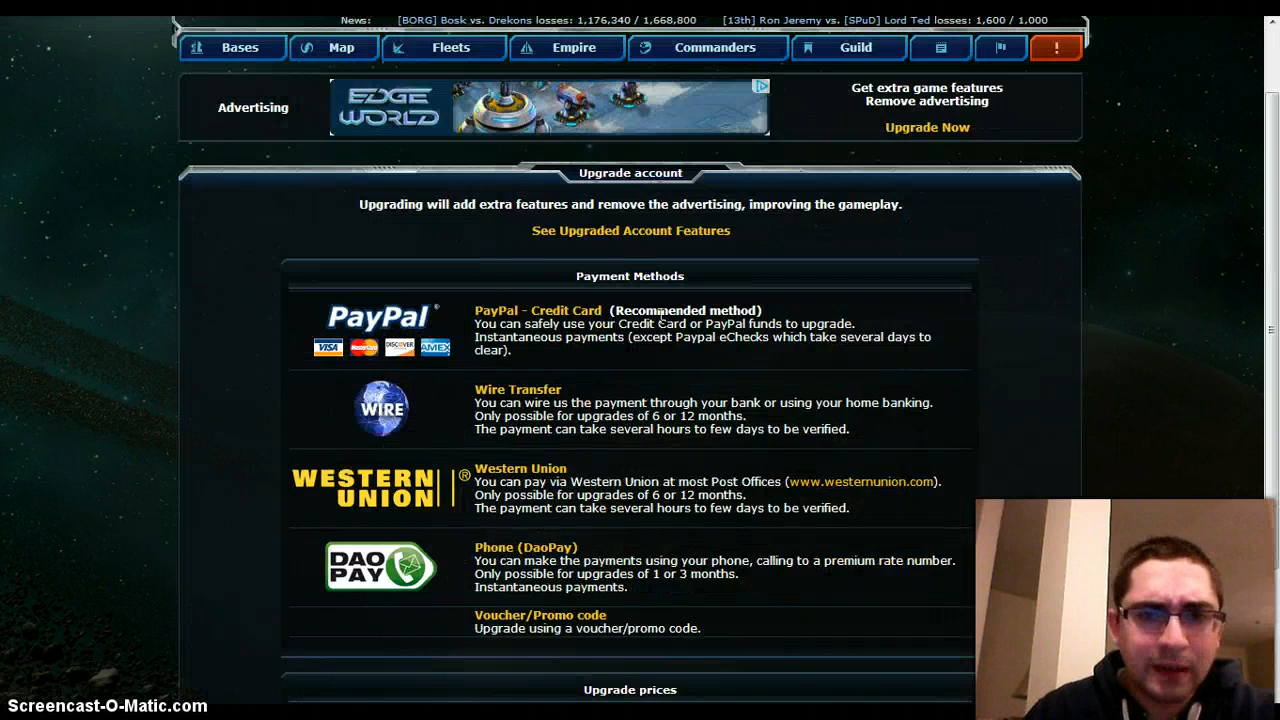 News: [BORG] Bosk vs. Drekons losses: 1,176,340 / 1,668,800 [13th] Ron Jeremy vs. [SPuD] Lord Ted losses: 1,600 / 1,000
Bases Map Fleets Empire Commanders Guild !
Advertising
EDGE
WORLD
Get extra game features
Remove advertising
Upgrade Now
Upgrade account
Upgrading will add extra features and remove the advertising, improving the gameplay.
See Upgraded Account Features
Payment Methods
PayPal ®
VISA MasterCard DISCOVER AMEX
PayPal - Credit Card (Recommended method)
You can safely use your Credit Card or PayPal funds to upgrade.
Instantaneous payments (except Paypal eChecks which take several days to
clear).
WIRE
Wire Transfer
You can wire us the payment through your bank or using your home banking.
Only possible for upgrades of 6 or 12 months.
The payment can take several hours to few days to be verified.
WESTERN
UNION ®
Western Union
You can pay via Western Union at most Post Offices (www.westernunion.com).
Only possible for upgrades of 6 or 12 months.
The payment can take several hours to few days to be verified.
DAO
PAY
Phone (DaoPay)
You can make the payments using your phone, calling to a premium rate number.
Only possible for upgrades of 1 or 3 months.
Instantaneous payments.
Voucher/Promo code
Upgrade using a voucher/promo code.
Upgrade prices
Screencast-O-Matic.com